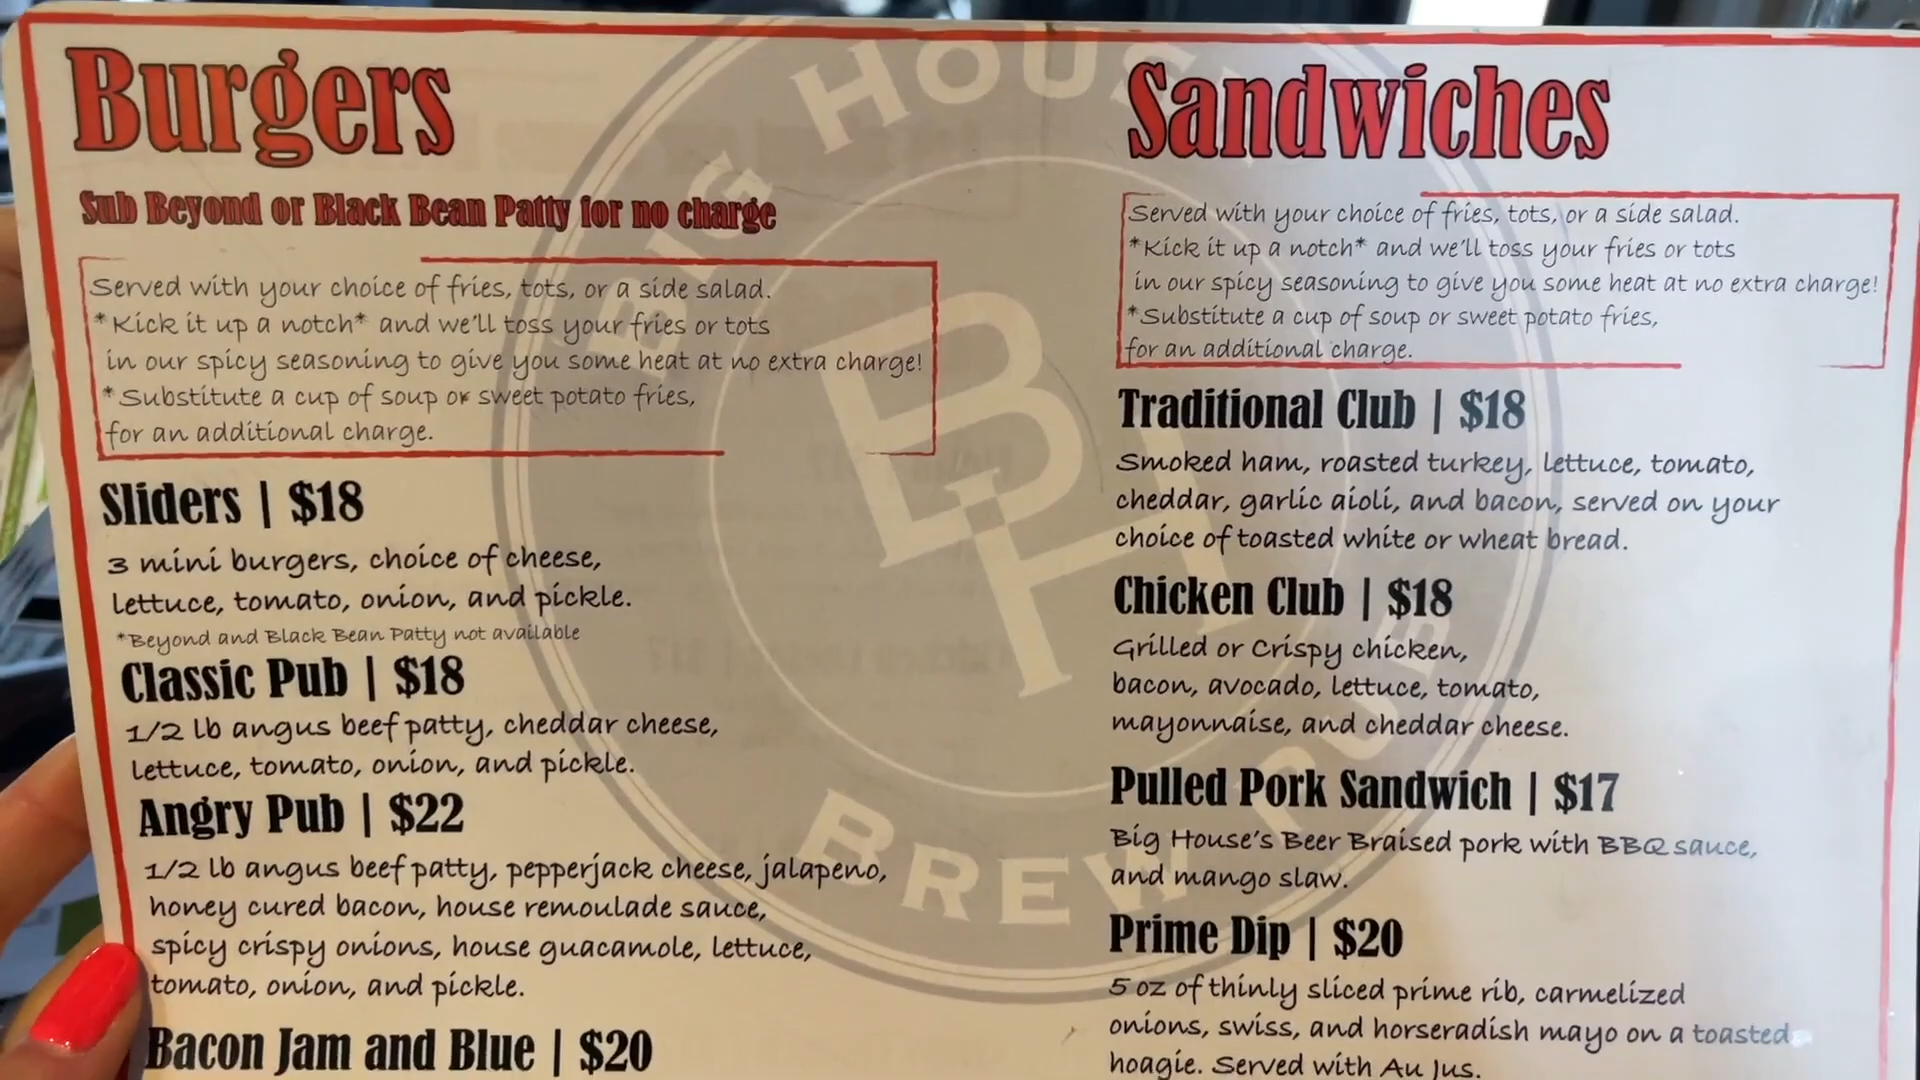 Burgers
Sub Beyond or Black Bean Patty for no charge
Served with your choice of fries, tots, or a side salad.
*Kick it up a notch* and we'll toss your fries or tots
in our spicy seasoning to give you some heat at no extra charge!
*Substitute a cup of soup or sweet potato fries,
for an additional charge.
Sliders | $18
3 mini burgers, choice of cheese,
lettuce, tomato, onion, and pickle.
*Beyond and Black Bean Patty not available
Classic Pub | $18
1/2 lb angus beef patty, cheddar cheese,
lettuce, tomato, onion, and pickle.
Angry Pub | $22
1/2 lb angus beef patty, pepperjack cheese, jalapeno,
honey cured bacon, house remoulade sauce,
spicy crispy onions, house guacamole, lettuce,
tomato, onion, and pickle.
Bacon Jam and Blue | $20
Sandwiches
Served with your choice of fries, tots, or a side salad.
*Kick it up a notch* and we'll toss your fries or tots
in our spicy seasoning to give you some heat at no extra charge!
*Substitute a cup of soup or sweet potato fries,
for an additional charge.
Traditional Club | $18
Smoked ham, roasted turkey, lettuce, tomato,
cheddar, garlic aioli, and bacon, served on your
choice of toasted white or wheat bread.
Chicken Club | $18
Grilled or Crispy chicken,
bacon, avocado, lettuce, tomato,
mayonnaise, and cheddar cheese.
Pulled Pork Sandwich | $17
Big House's Beer Braised pork with BBQ sauce,
and mango slaw.
Prime Dip | $20
5 oz of thinly sliced prime rib, carmelized
onions, swiss, and horseradish mayo on a toasted
hoagie. Served with Au Jus.
BIG HOUSE
BH
BREW PUB